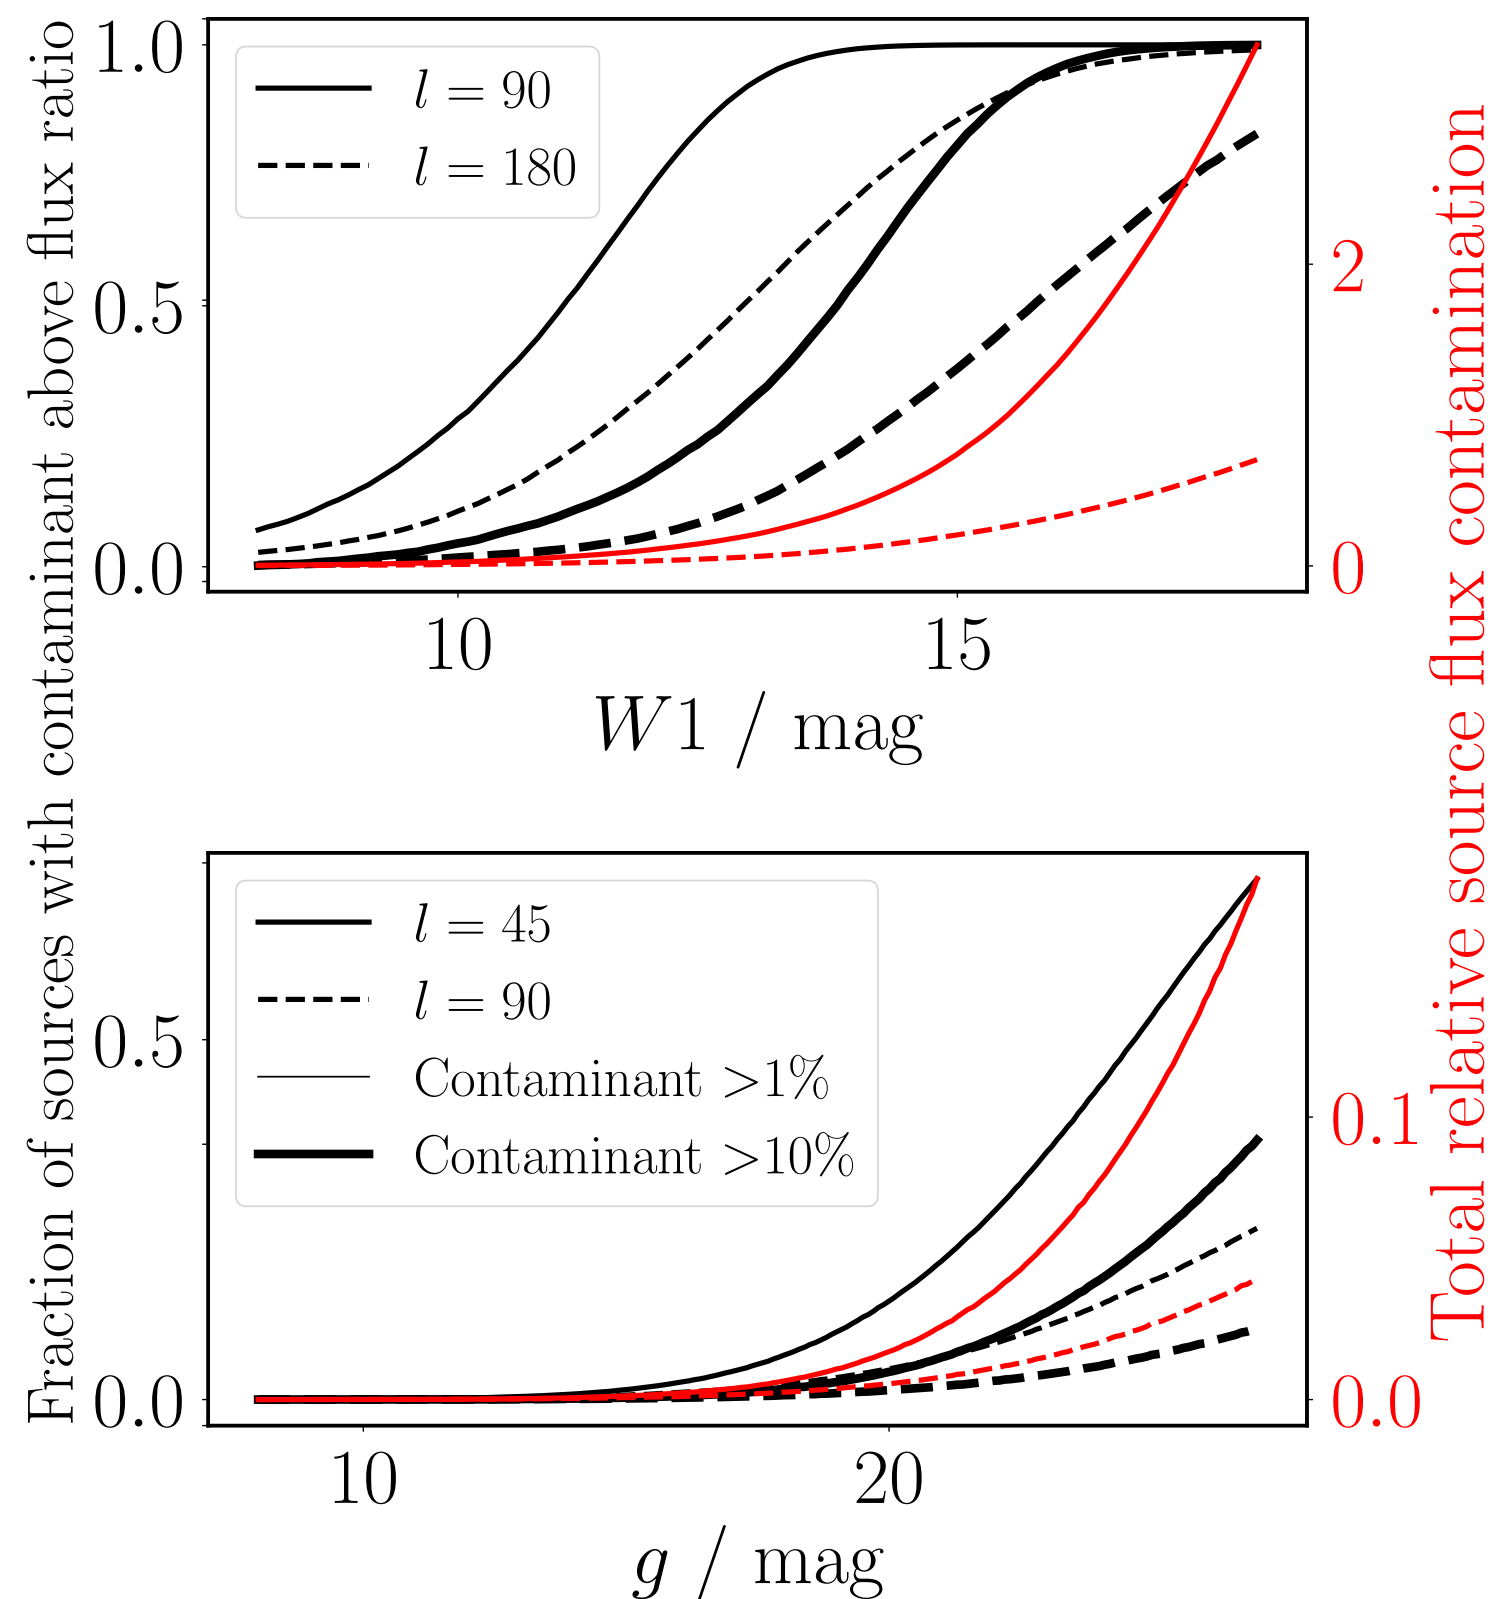 Fraction of sources with contaminant above flux ratio
1.0
0.5
0.0
l = 90
l = 180
10
15
W1 / mag
2
0
Total relative source flux contamination
0.5
0.0
l = 45
l = 90
Contaminant >1%
Contaminant >10%
10
20
g / mag
0.1
0.0